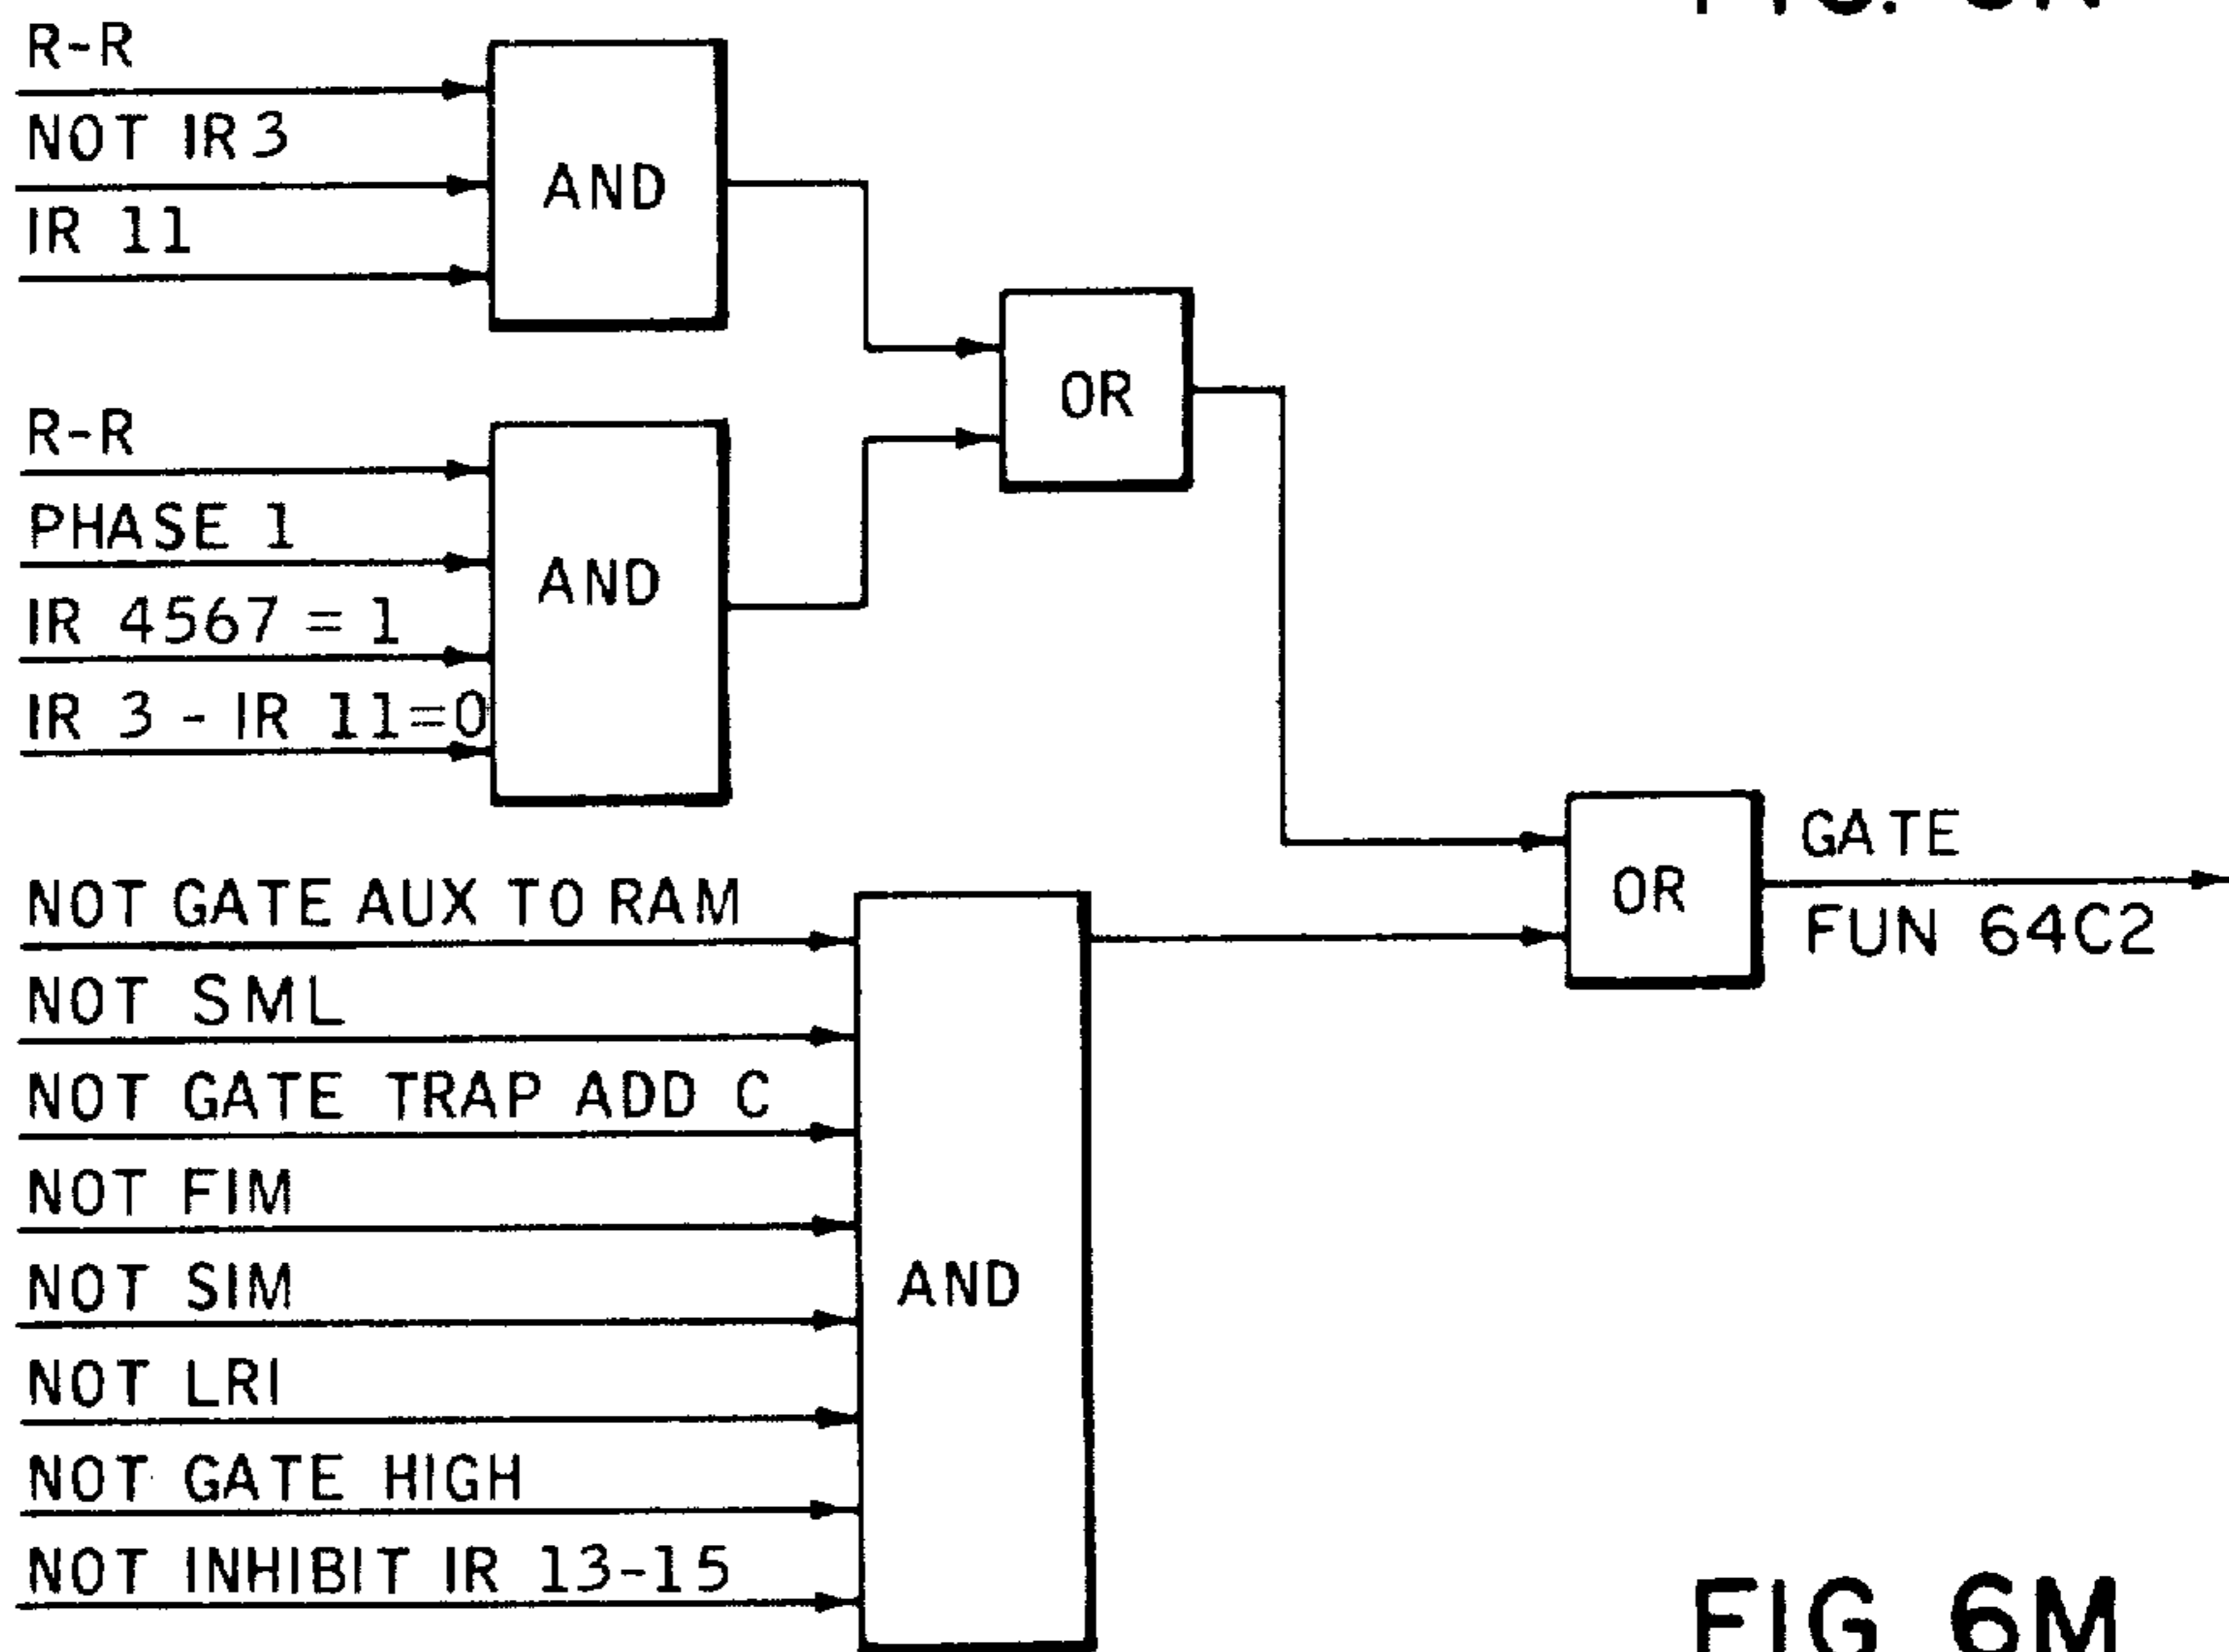 R-R
NOT IR 3
IR 11
AND
OR
R-R
PHASE 1
IR 4567 = 1
IR 3 - IR 11=0
AND
NOT GATE AUX TO RAM
NOT SML
NOT GATE TRAP ADD C
NOT FIM
NOT SIM
NOT LRI
NOT GATE HIGH
NOT INHIBIT IR 13-15
AND
OR
GATE
FUN 64C2
FIG 6M